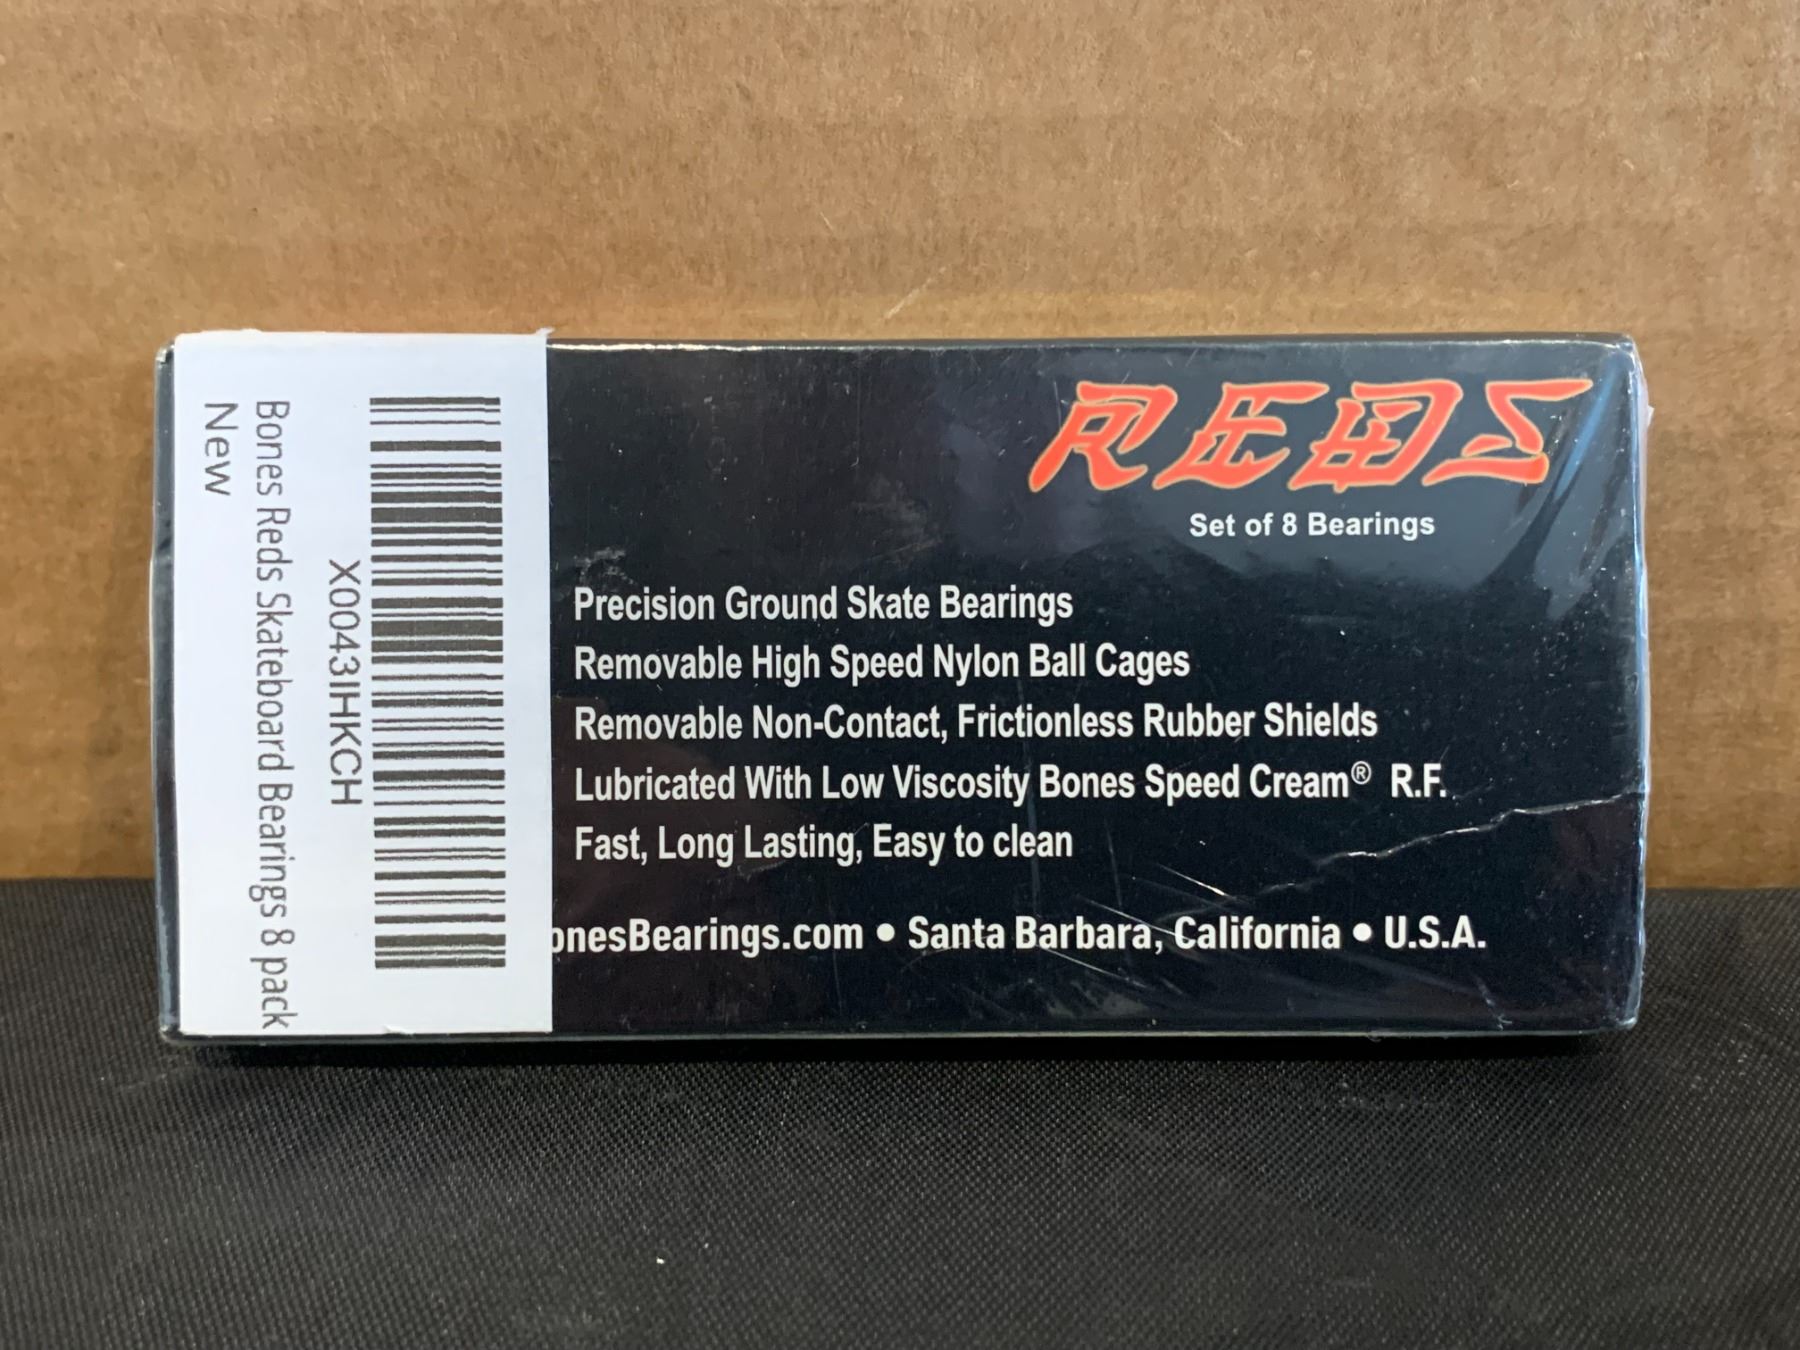 Bones Reds Skateboard Bearings 8 pack
New
X0043IHKCH
REDS
Set of 8 Bearings
Precision Ground Skate Bearings
Removable High Speed Nylon Ball Cages
Removable Non-Contact, Frictionless Rubber Shields
Lubricated With Low Viscosity Bones Speed Cream® R.F.
Fast, Long Lasting, Easy to clean
onesBearings.com • Santa Barbara, California • U.S.A.